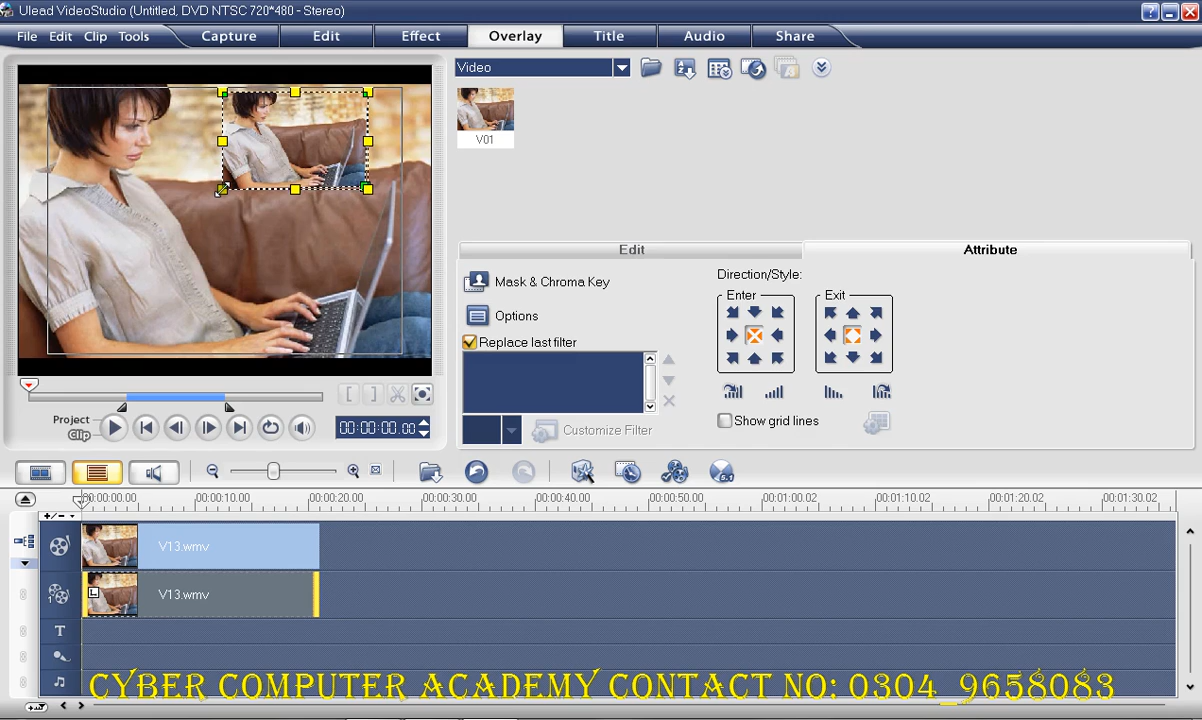 Ulead VideoStudio (Untitled, DVD NTSC 720*480 - Stereo)
File Edit Clip Tools Capture Edit Effect Overlay Title Audio Share
Video
V01
Edit Attribute
Mask & Chroma Key
Options
Replace last filter
Customize Filter
Direction/Style:
Enter Exit
Show grid lines
Project
Clip
00:00:00.00
5.1
00:00:00.00 00:00:10.00 00:00:20.00 00:00:30.00 00:00:40.00 00:00:50.00 00:01:00.02 00:01:10.02 00:01:20.02 00:01:30.02
V13.wmv
L
V13.wmv
1
T
CYBER COMPUTER ACADEMY CONTACT NO: 0304_9658083